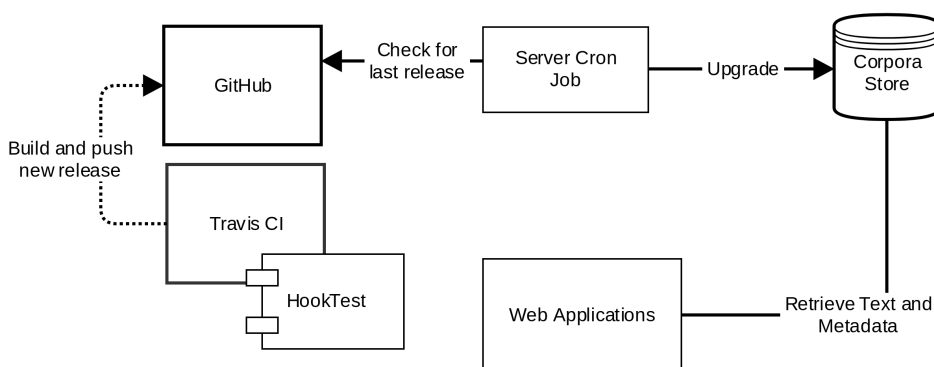 GitHub
Check for
last release
Server Cron
Job
Upgrade
Corpora
Store
Build and push
new release
Travis CI
HookTest
Web Applications
Retrieve Text and
Metadata